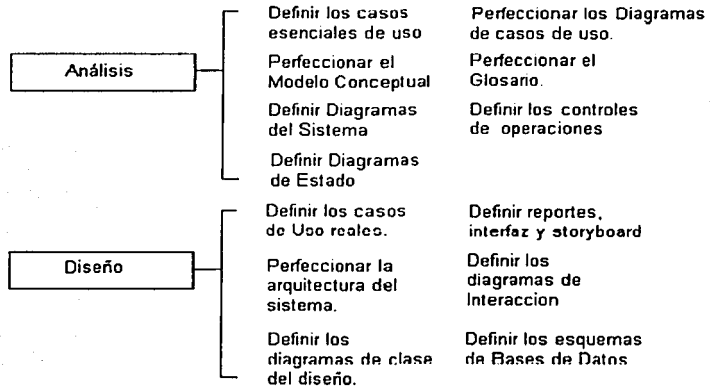 Análisis
Definir los casos
esenciales de uso
Perfeccionar los Diagramas
de casos de uso.
Perfeccionar el
Modelo Conceptual
Perfeccionar el
Glosario.
Definir Diagramas
del Sistema
Definir los controles
de operaciones
Definir Diagramas
de Estado
Diseño
Definir los casos
de Uso reales.
Definir reportes,
interfaz y storyboard
Perfeccionar la
arquitectura del
sistema.
Definir los
diagramas de
Interaccion
Definir los
diagramas de clase
del diseño.
Definir los esquemas
de Bases de Datos